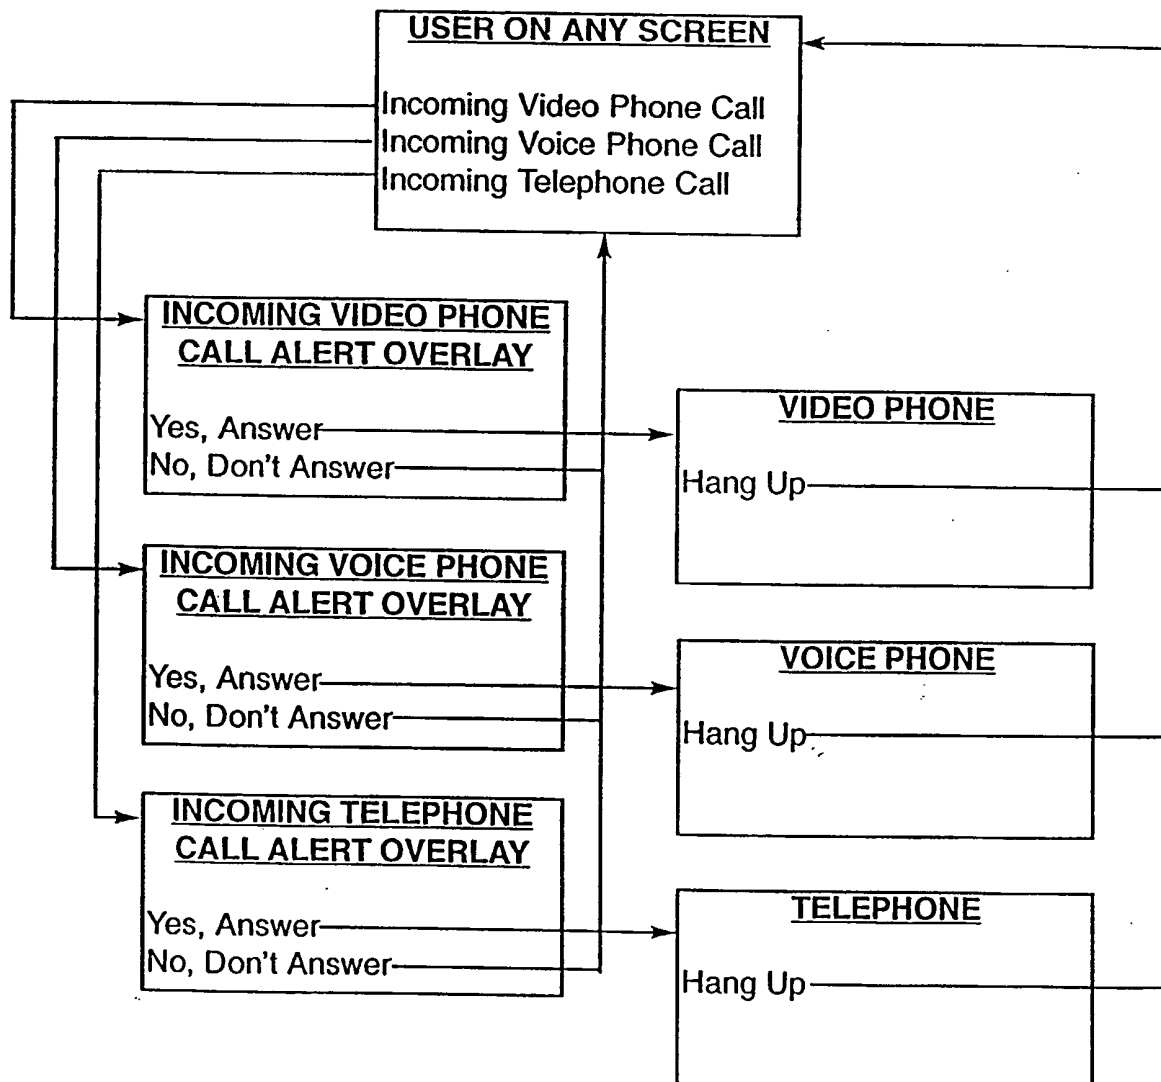 USER ON ANY SCREEN
Incoming Video Phone Call
Incoming Voice Phone Call
Incoming Telephone Call
INCOMING VIDEO PHONE
CALL ALERT OVERLAY
Yes, Answer
No, Don't Answer
VIDEO PHONE
Hang Up
INCOMING VOICE PHONE
CALL ALERT OVERLAY
Yes, Answer
No, Don't Answer
VOICE PHONE
Hang Up
INCOMING TELEPHONE
CALL ALERT OVERLAY
Yes, Answer
No, Don't Answer
TELEPHONE
Hang Up